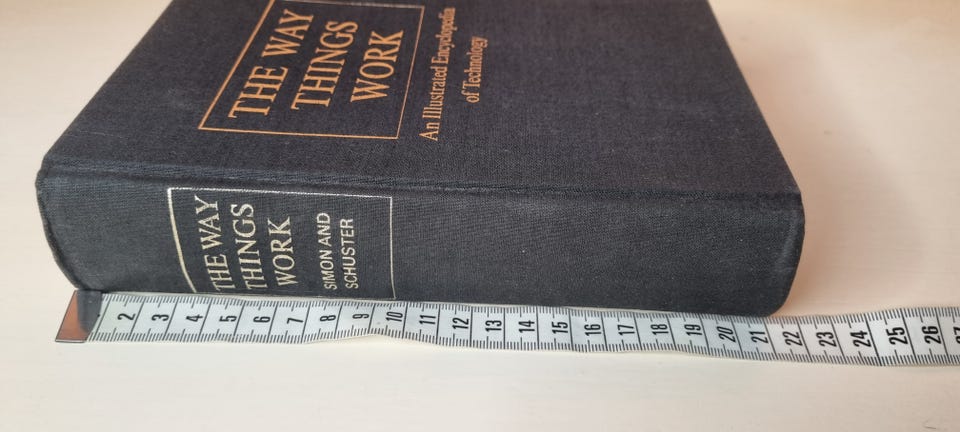 THE WAY
THINGS
WORK
An Illustrated Encyclopedia
of Technology
THE WAY
THINGS
WORK
SIMON AND
SCHUSTER
2 3 4 5 6 7 8 9 10 11 12 13 14 15 16 17 18 19 20 21 22 23 24 25 26 27